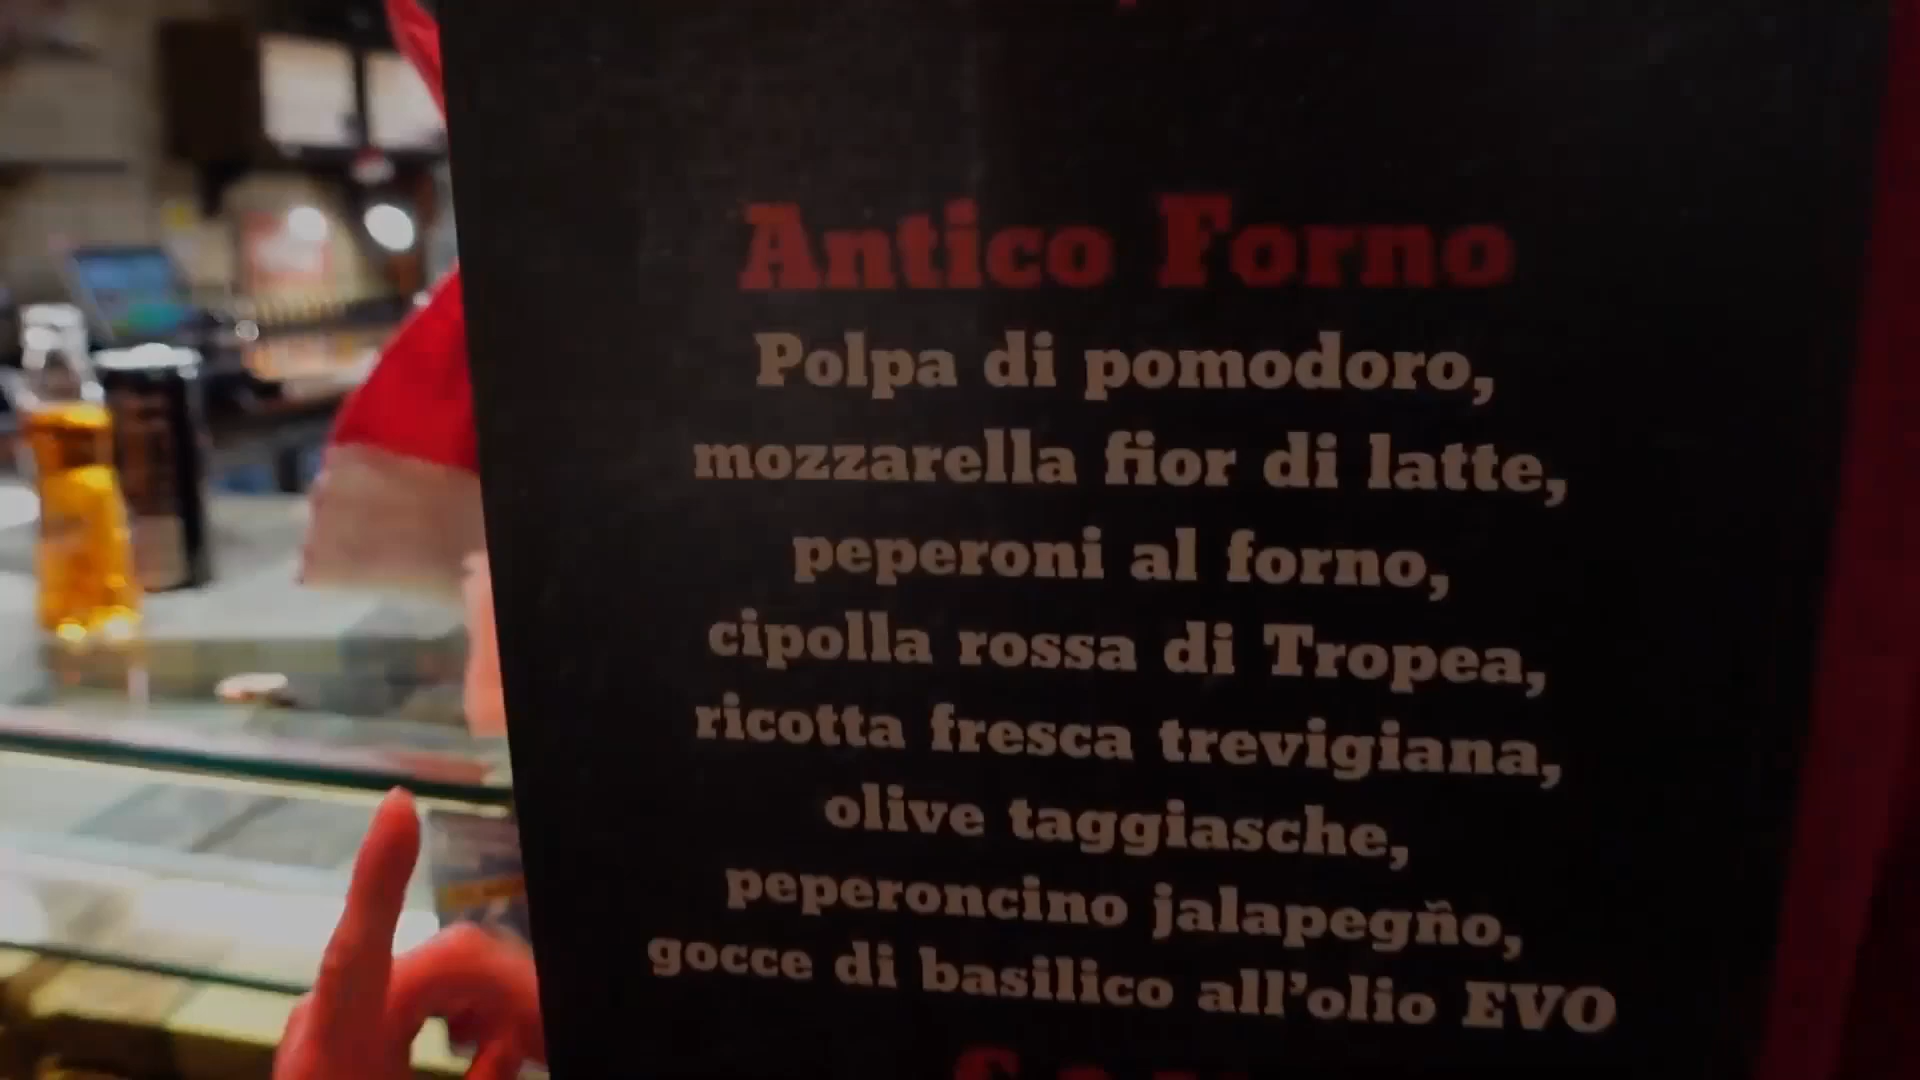 Antico Forno
Polpa di pomodoro,
mozzarella fior di latte,
peperoni al forno,
cipolla rossa di Tropea,
ricotta fresca trevigiana,
olive taggiasche,
peperoncino jalapegño,
gocce di basilico all'olio EVO